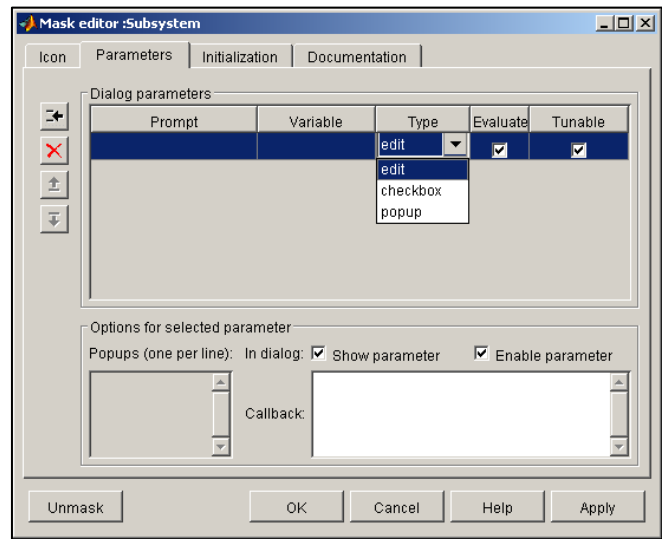 Mask editor :Subsystem
Icon Parameters Initialization Documentation
Dialog parameters
Prompt Variable Type Evaluate Tunable
edit
edit
checkbox
popup
Options for selected parameter
Popups (one per line): In dialog: Show parameter Enable parameter
Callback:
Unmask OK Cancel Help Apply